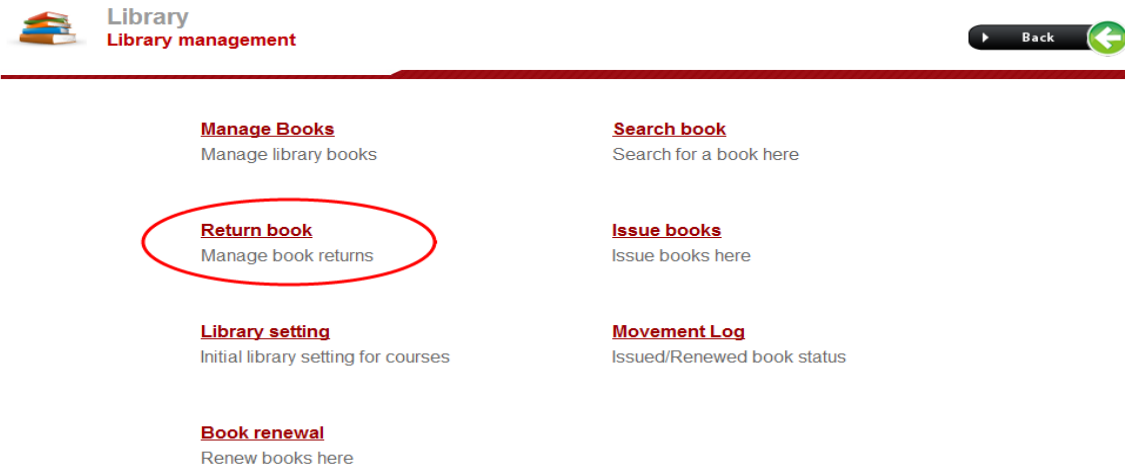 Library
Library management
Back
Manage Books
Manage library books
Search book
Search for a book here
Return book
Manage book returns
Issue books
Issue books here
Library setting
Initial library setting for courses
Movement Log
Issued/Renewed book status
Book renewal
Renew books here